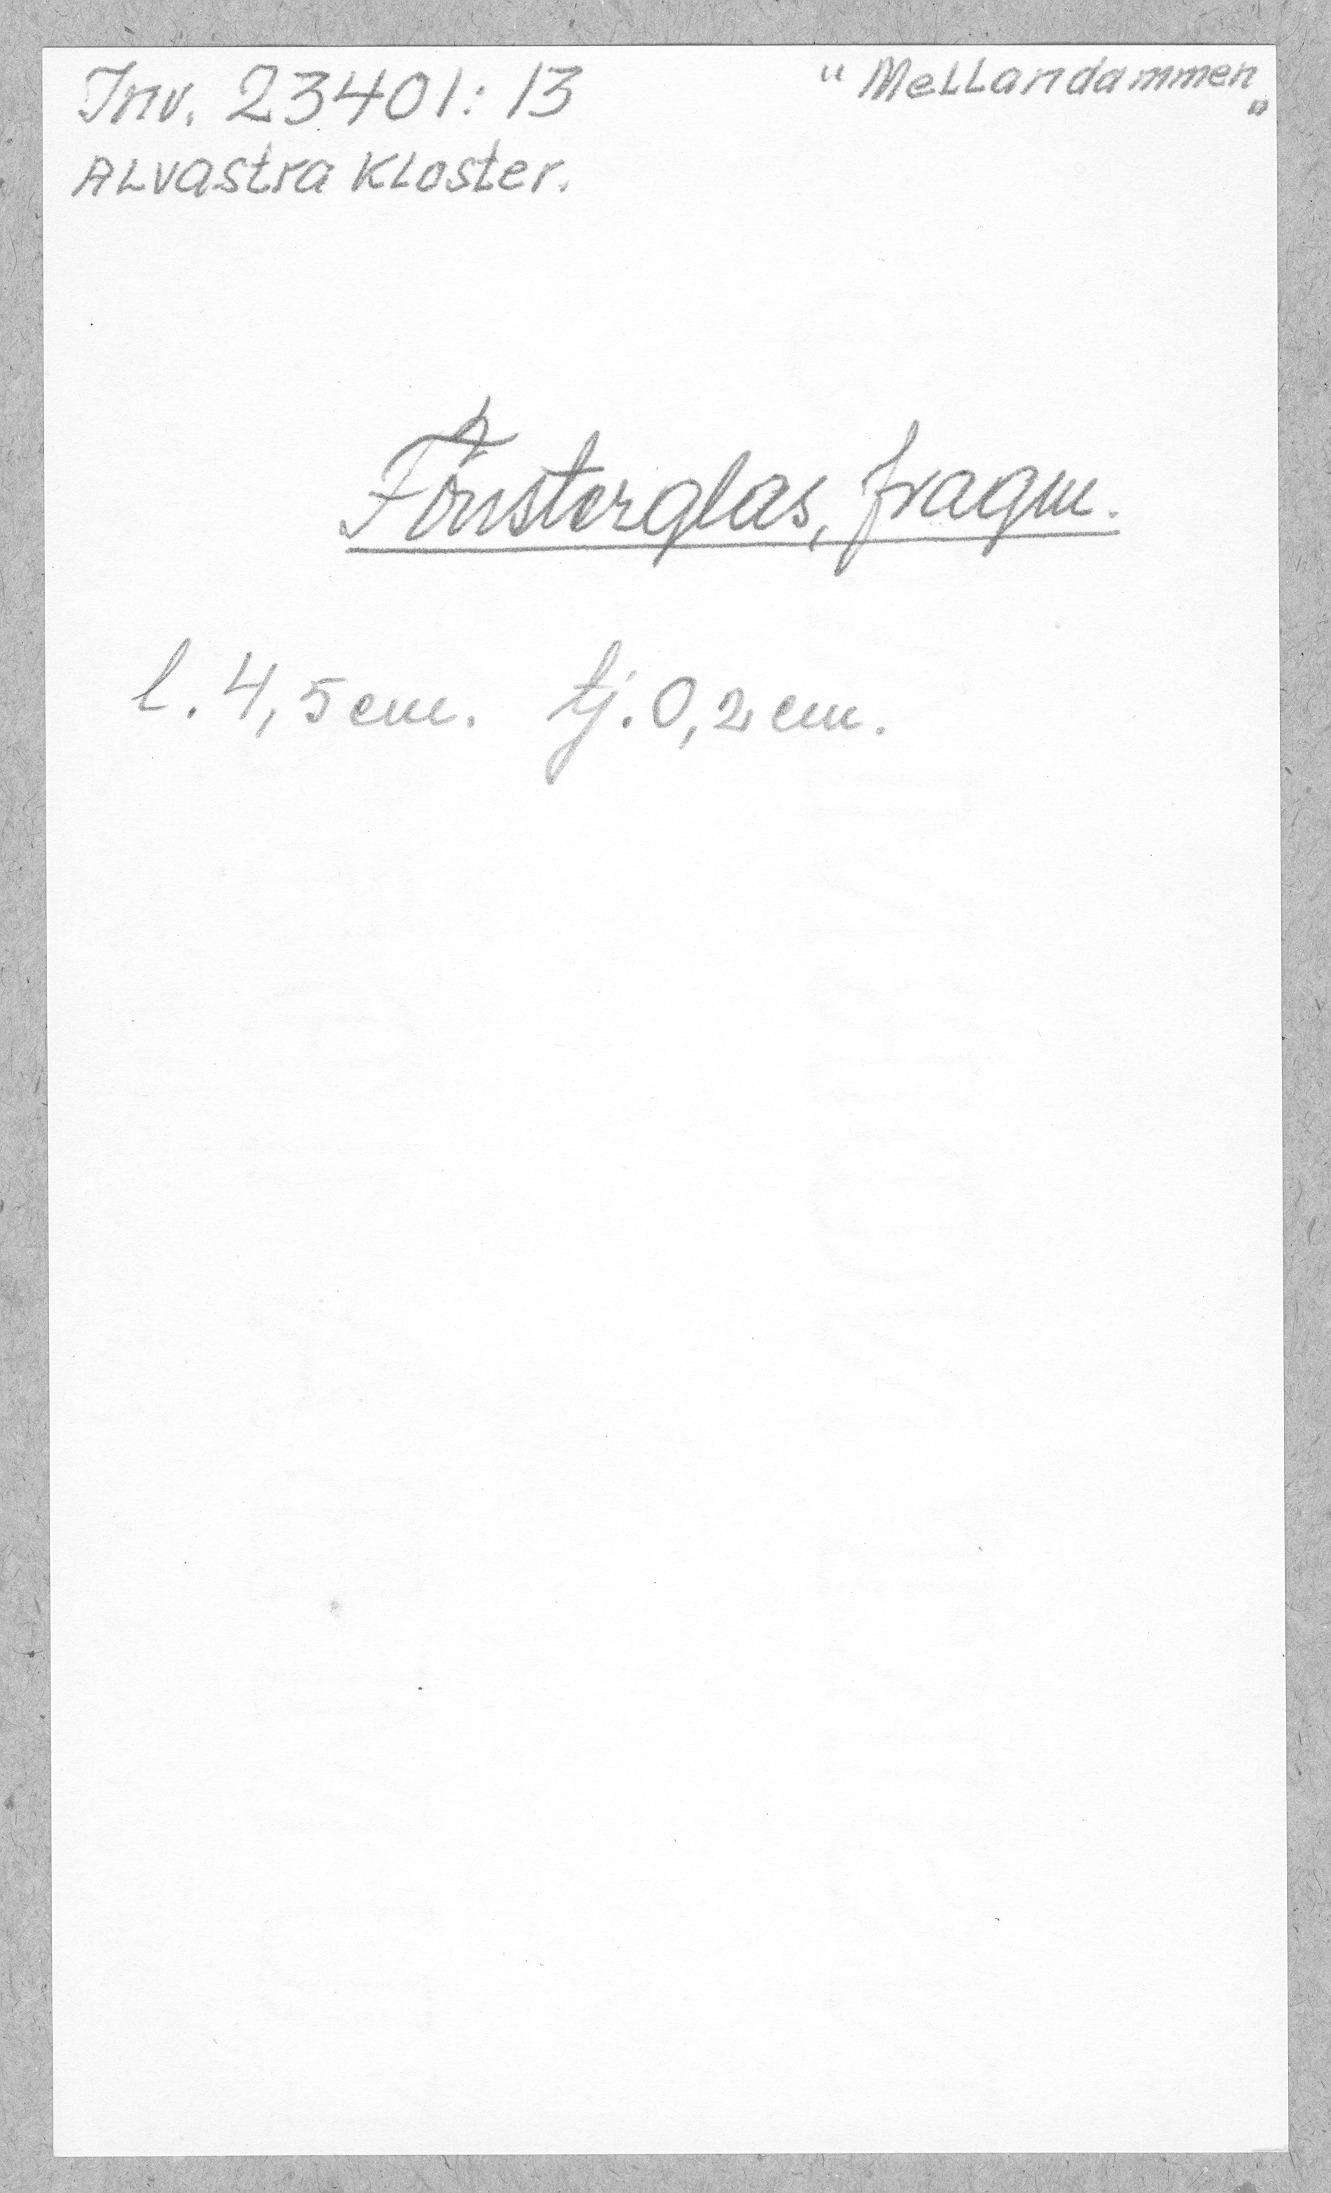 Inv. 23401: 13
"Mellandammen"
Alvastra Kloster.
Fönsterglas, fragm.
l. 4,5 cm. tj. 0,2 cm.